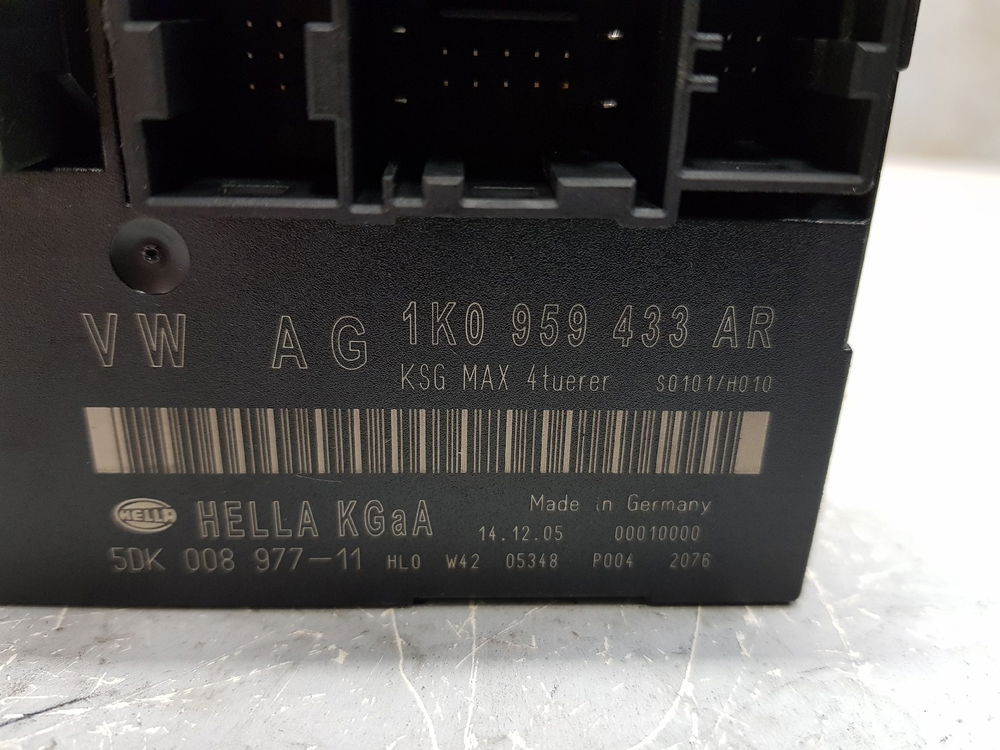 VW AG 1K0 959 433 AR
KSG MAX 4tuerer S0101/H010
HELLA HELLA KGaA Made in Germany
14.12.05 00010000
5DK 008 977-11 HL0 W42 05348 P004 2076